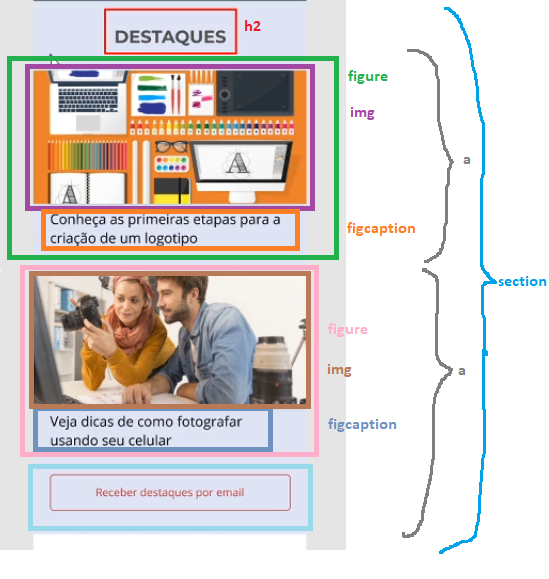 DESTAQUES
h2
figure
img
a
Conheça as primeiras etapas para a
criação de um logotipo
figcaption
section
figure
img
a
Veja dicas de como fotografar
usando seu celular
figcaption
Receber destaques por email